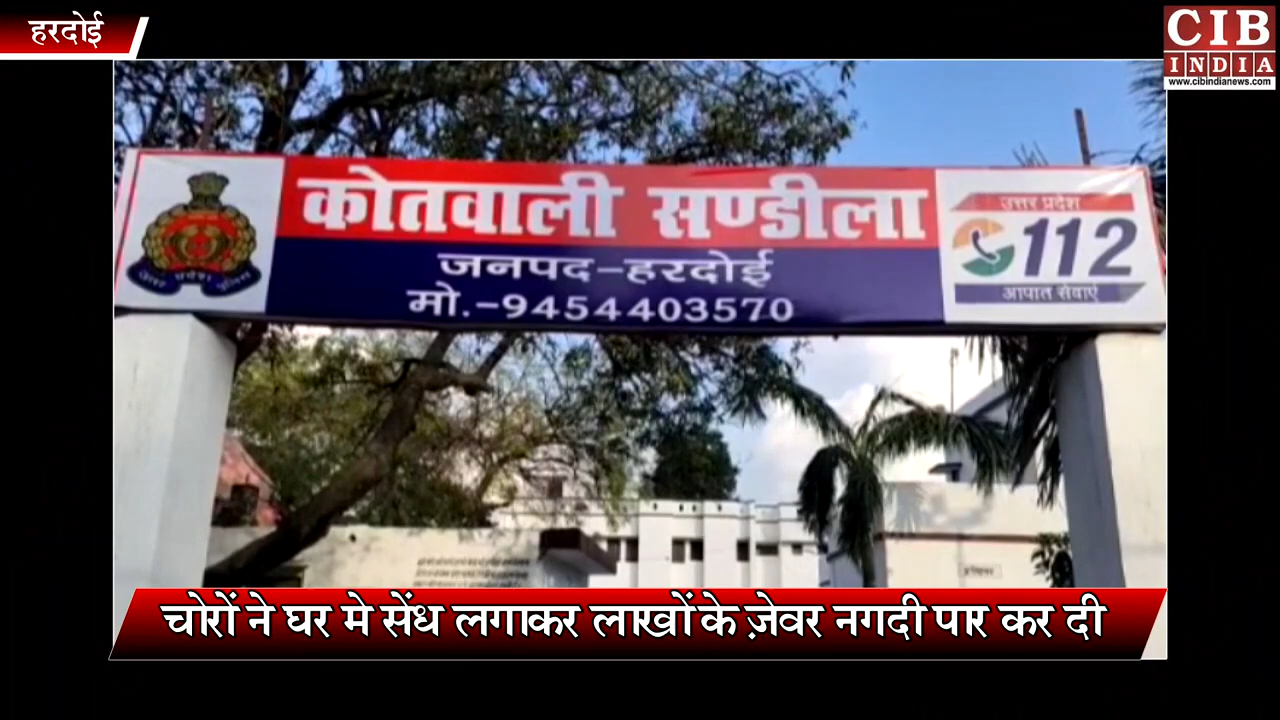 हरदोई
CIB
INDIA
www.cibindianews.com
कोतवाली सण्डीला
जनपद-हरदोई
मो.-9454403570
उत्तर प्रदेश
112
आपात सेवाएं
चोरों ने घर मे सेंध लगाकर लाखों के ज़ेवर नगदी पार कर दी